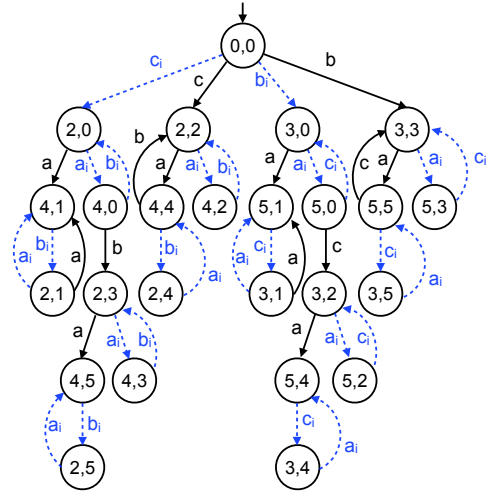 0,0
cᵢ c bᵢ b
2,0 2,2 3,0 3,3
a aᵢ bᵢ b a aᵢ bᵢ a aᵢ cᵢ c a aᵢ cᵢ
4,1 4,0 4,4 4,2 5,1 5,0 5,5 5,3
aᵢ bᵢ a b bᵢ aᵢ aᵢ cᵢ a c cᵢ aᵢ
2,1 2,3 2,4 3,1 3,2 3,5
a aᵢ bᵢ a aᵢ cᵢ
4,5 4,3 5,4 5,2
aᵢ bᵢ cᵢ aᵢ
2,5 3,4